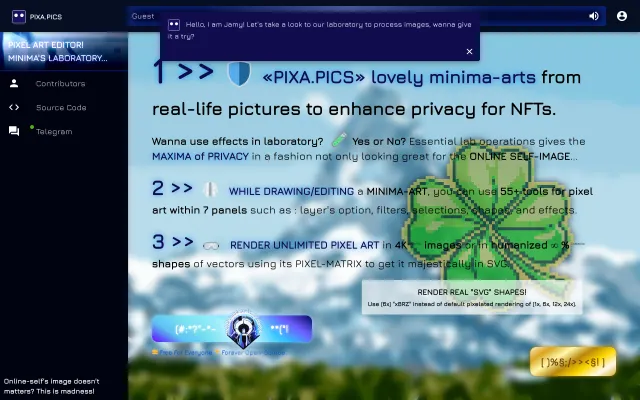 PIXA.PICS
Guest
Hello, I am Jamy! Let's take a look to our laboratory to process images, wanna give
it a try?
PIXEL ART EDITOR!
MINIMA'S LABORATORY...
Contributors
Source Code
Telegram
1 >> «PIXA.PICS» lovely minima-arts from
real-life pictures to enhance privacy for NFTs.
Wanna use effects in laboratory? Yes or No? Essential lab operations gives the
MAXIMA of PRIVACY in a fashion not only looking great for the ONLINE SELF-IMAGE...
2 >> WHILE DRAWING/EDITING a MINIMA-ART, you can use 55+ tools for pixel
art within 7 panels such as : layer's option, filters, selections, shapes, and effects.
3 >> RENDER UNLIMITED PIXEL ART in 4K images or in humanized ∞ %
shapes of vectors using its PIXEL-MATRIX to get it majestically in SVG.
RENDER REAL "SVG" SHAPES!
Use (6x) "xBRZ" instead of default pixelated rendering of (1x, 6x, 12x, 24x).
Free For Everyone Forever Open-Source
[ )%§;/>><§! ]
Online-self's image doesn't
matters? This is madness!